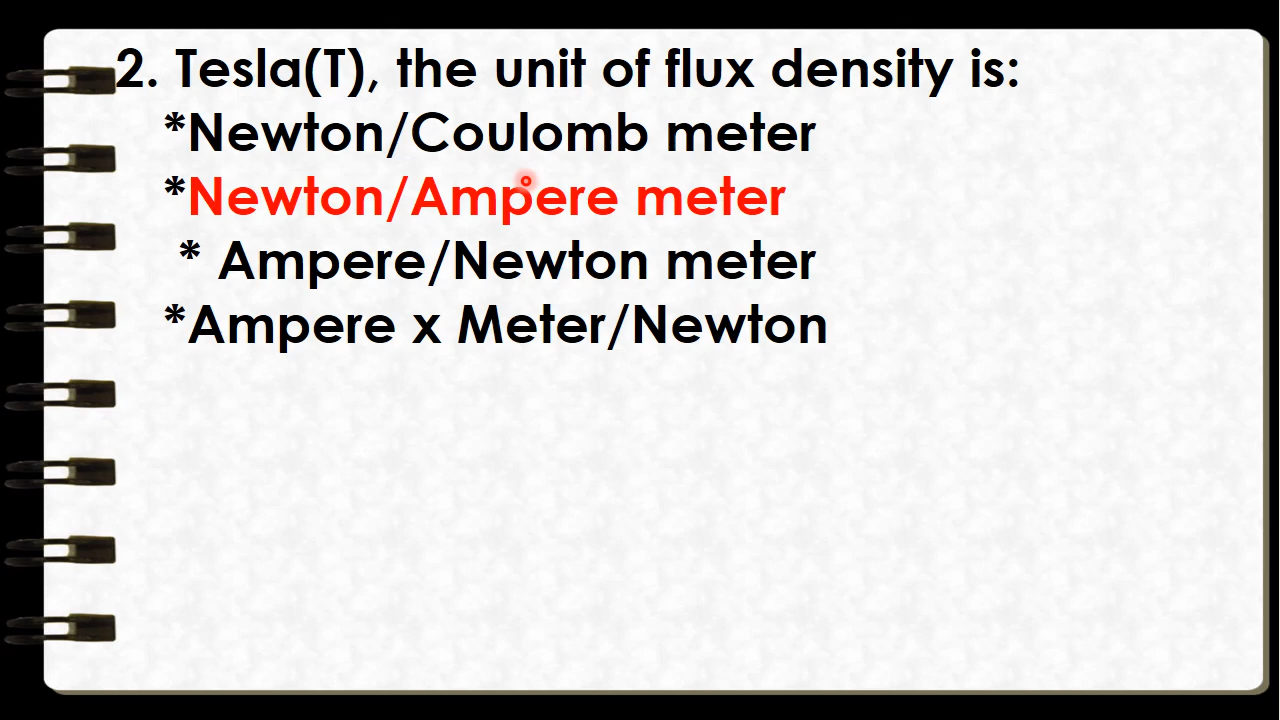 2. Tesla(T), the unit of flux density is:
*Newton/Coulomb meter
*Newton/Ampere meter
* Ampere/Newton meter
*Ampere x Meter/Newton